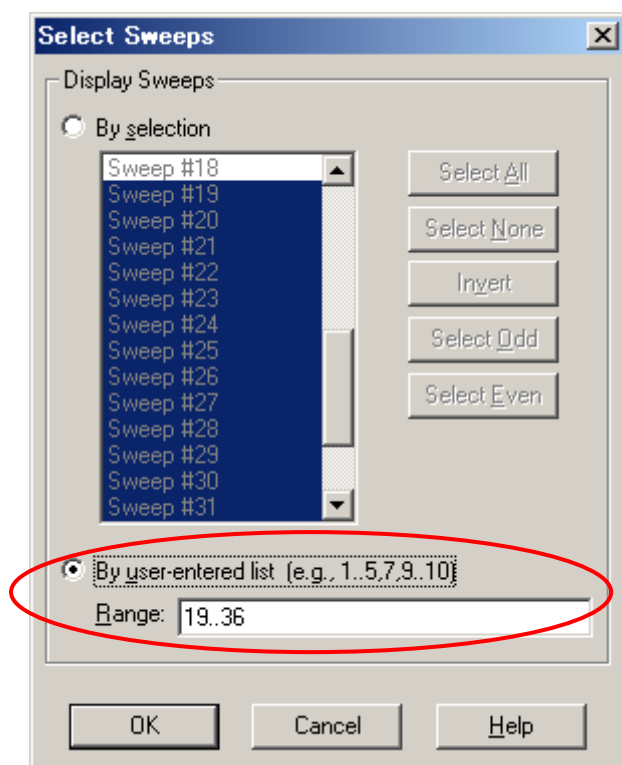 Select Sweeps
Display Sweeps
By selection
Sweep #18
Sweep #19
Sweep #20
Sweep #21
Sweep #22
Sweep #23
Sweep #24
Sweep #25
Sweep #26
Sweep #27
Sweep #28
Sweep #29
Sweep #30
Sweep #31
Select All
Select None
Invert
Select Odd
Select Even
By user-entered list (e.g., 1..5,7,9..10)
Range: 19..36
OK Cancel Help